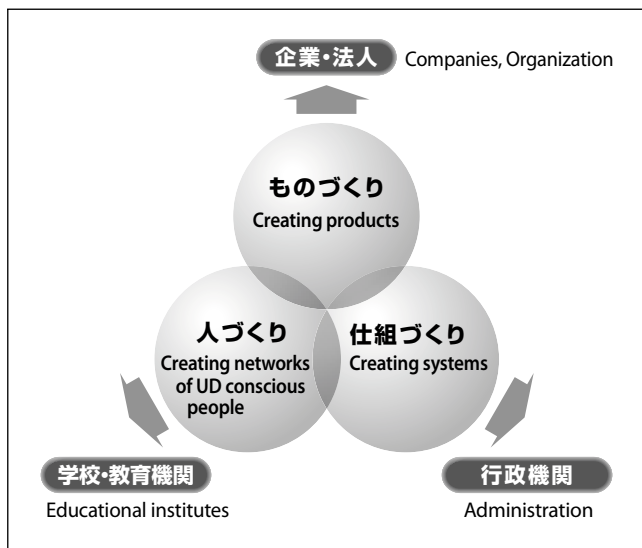 企業・法人 Companies, Organization
ものづくり
Creating products
人づくり
Creating networks
of UD conscious
people
仕組づくり
Creating systems
学校・教育機関
Educational institutes
行政機関
Administration